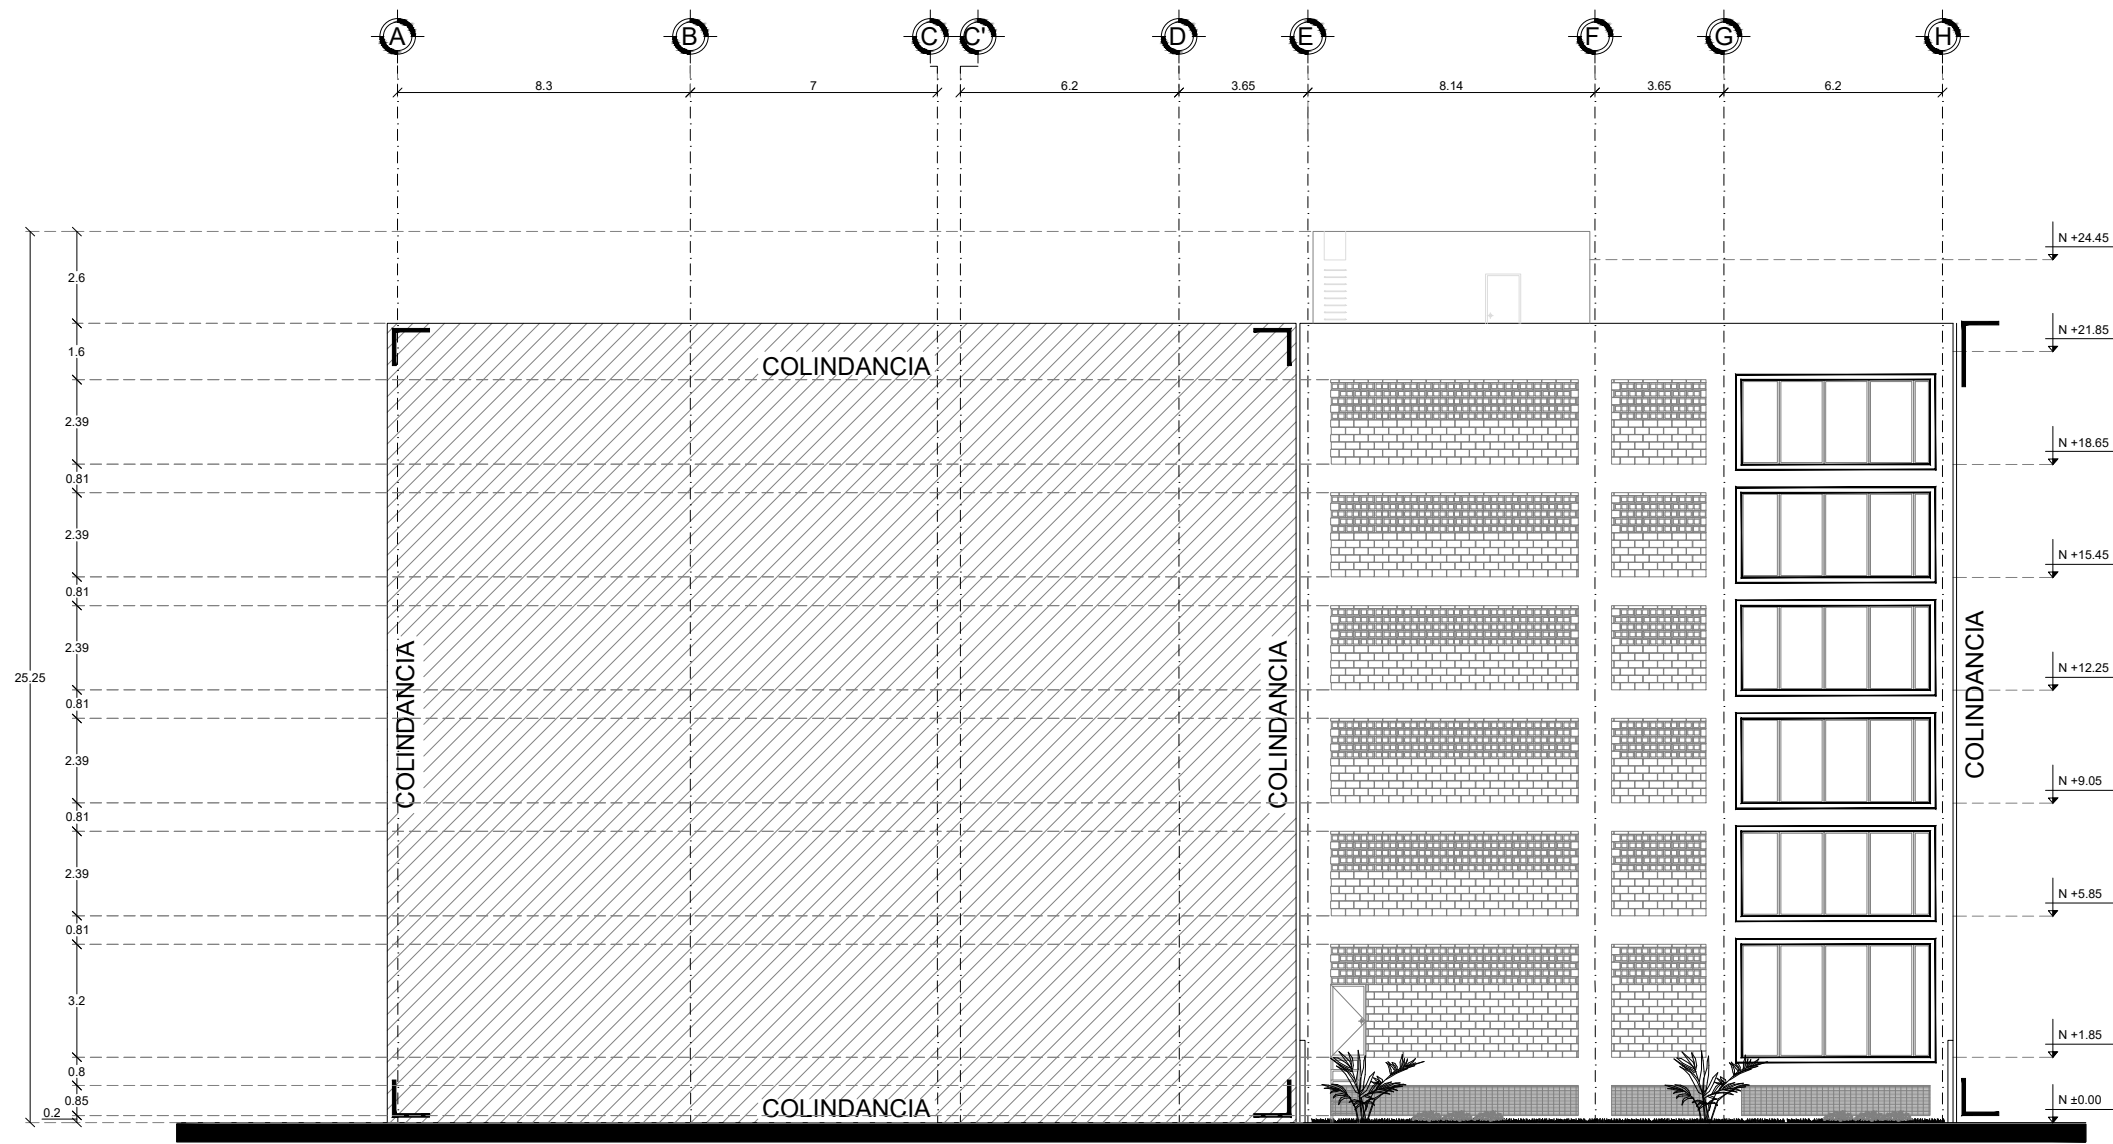 A B C C' D E F G H
8.3 7 6.2 3.65 8.14 3.65 6.2
N +24.45
2.6
N +21.85
1.6
COLINDANCIA
2.39
N +18.65
0.81
2.39
N +15.45
0.81
2.39
N +12.25
COLINDANCIA
COLINDANCIA
COLINDANCIA
25.25
0.81
2.39
N +9.05
0.81
2.39
N +5.85
0.81
3.2
N +1.85
0.8
0.85
N ±0.00
0.2
COLINDANCIA